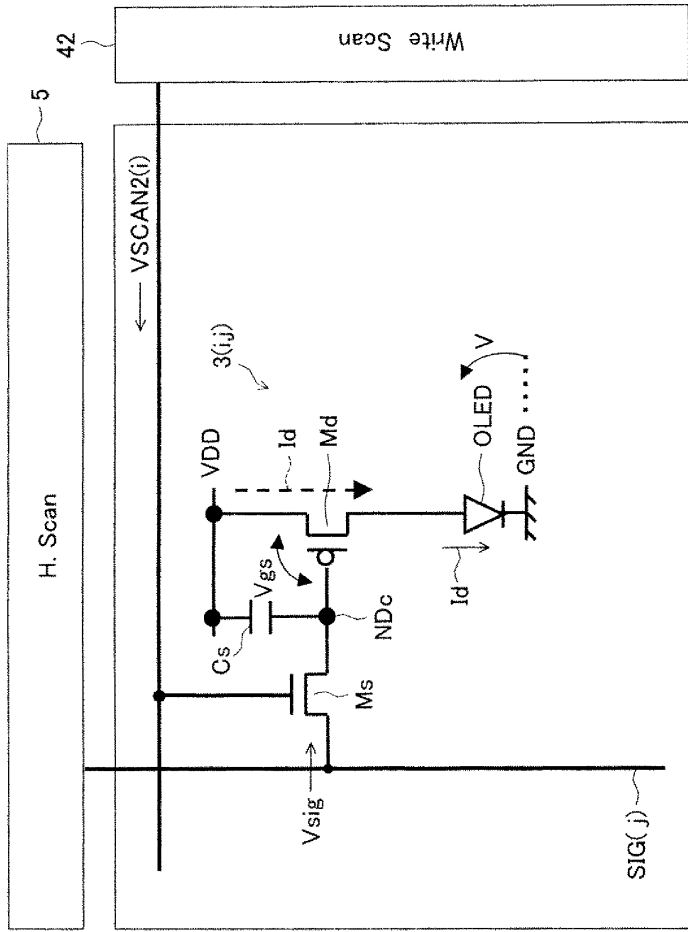 5
H. Scan
42
Write Scan
VSCAN2(i)
3(i,j)
VDD
Id
Vgs
Cs
Md
NDc
Ms
Vsig
OLED
V
Id
GND
SIG(j)